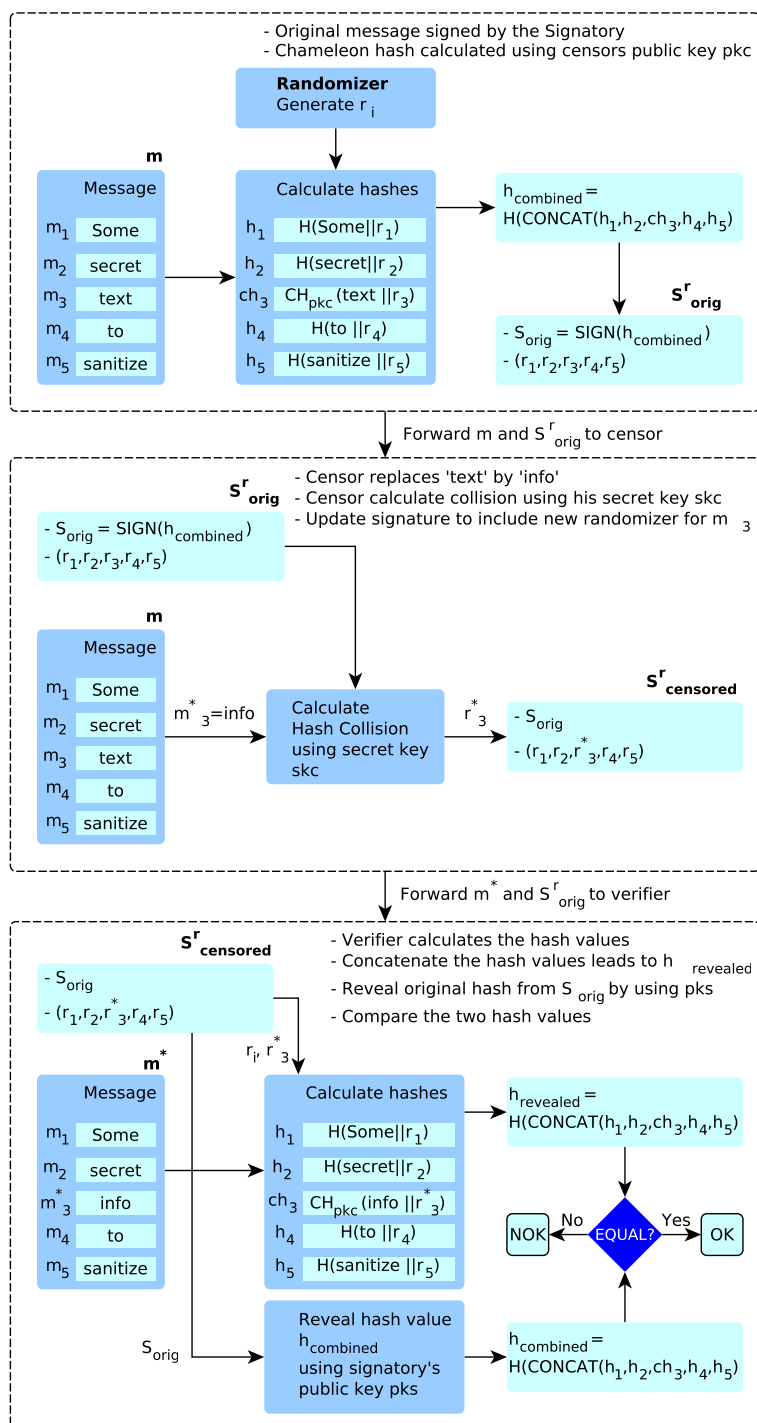 - Original message signed by the Signatory
- Chameleon hash calculated using censors public key pkc
Randomizer
Generate r i
m
Message
m1 Some
m2 secret
m3 text
m4 to
m5 sanitize
Calculate hashes
h1 H(Some||r1)
h2 H(secret||r2)
ch3 CHpkc(text ||r3)
h4 H(to ||r4)
h5 H(sanitize ||r5)
hcombined =
H(CONCAT(h1,h2,ch3,h4,h5)
S^r orig
- Sorig = SIGN(hcombined)
- (r1,r2,r3,r4,r5)
Forward m and S^r orig to censor
- Censor replaces 'text' by 'info'
- Censor calculate collision using his secret key skc
- Update signature to include new randomizer for m 3
S^r orig
- Sorig = SIGN(hcombined)
- (r1,r2,r3,r4,r5)
m
Message
m1 Some
m2 secret
m3 text
m4 to
m5 sanitize
m*3=info
Calculate
Hash Collision
using secret key
skc
r*3
S^r censored
- Sorig
- (r1,r2,r*3,r4,r5)
Forward m* and S^r orig to verifier
- Verifier calculates the hash values
- Concatenate the hash values leads to h revealed
- Reveal original hash from S orig by using pks
- Compare the two hash values
S^r censored
- Sorig
- (r1,r2,r*3,r4,r5)
ri, r*3
m*
Message
m1 Some
m2 secret
m*3 info
m4 to
m5 sanitize
Calculate hashes
h1 H(Some||r1)
h2 H(secret||r2)
ch3 CHpkc(info ||r*3)
h4 H(to ||r4)
h5 H(sanitize ||r5)
hrevealed =
H(CONCAT(h1,h2,ch3,h4,h5)
NOK
No
EQUAL?
Yes
OK
Sorig
Reveal hash value
hcombined
using signatory's
public key pks
hcombined =
H(CONCAT(h1,h2,ch3,h4,h5)